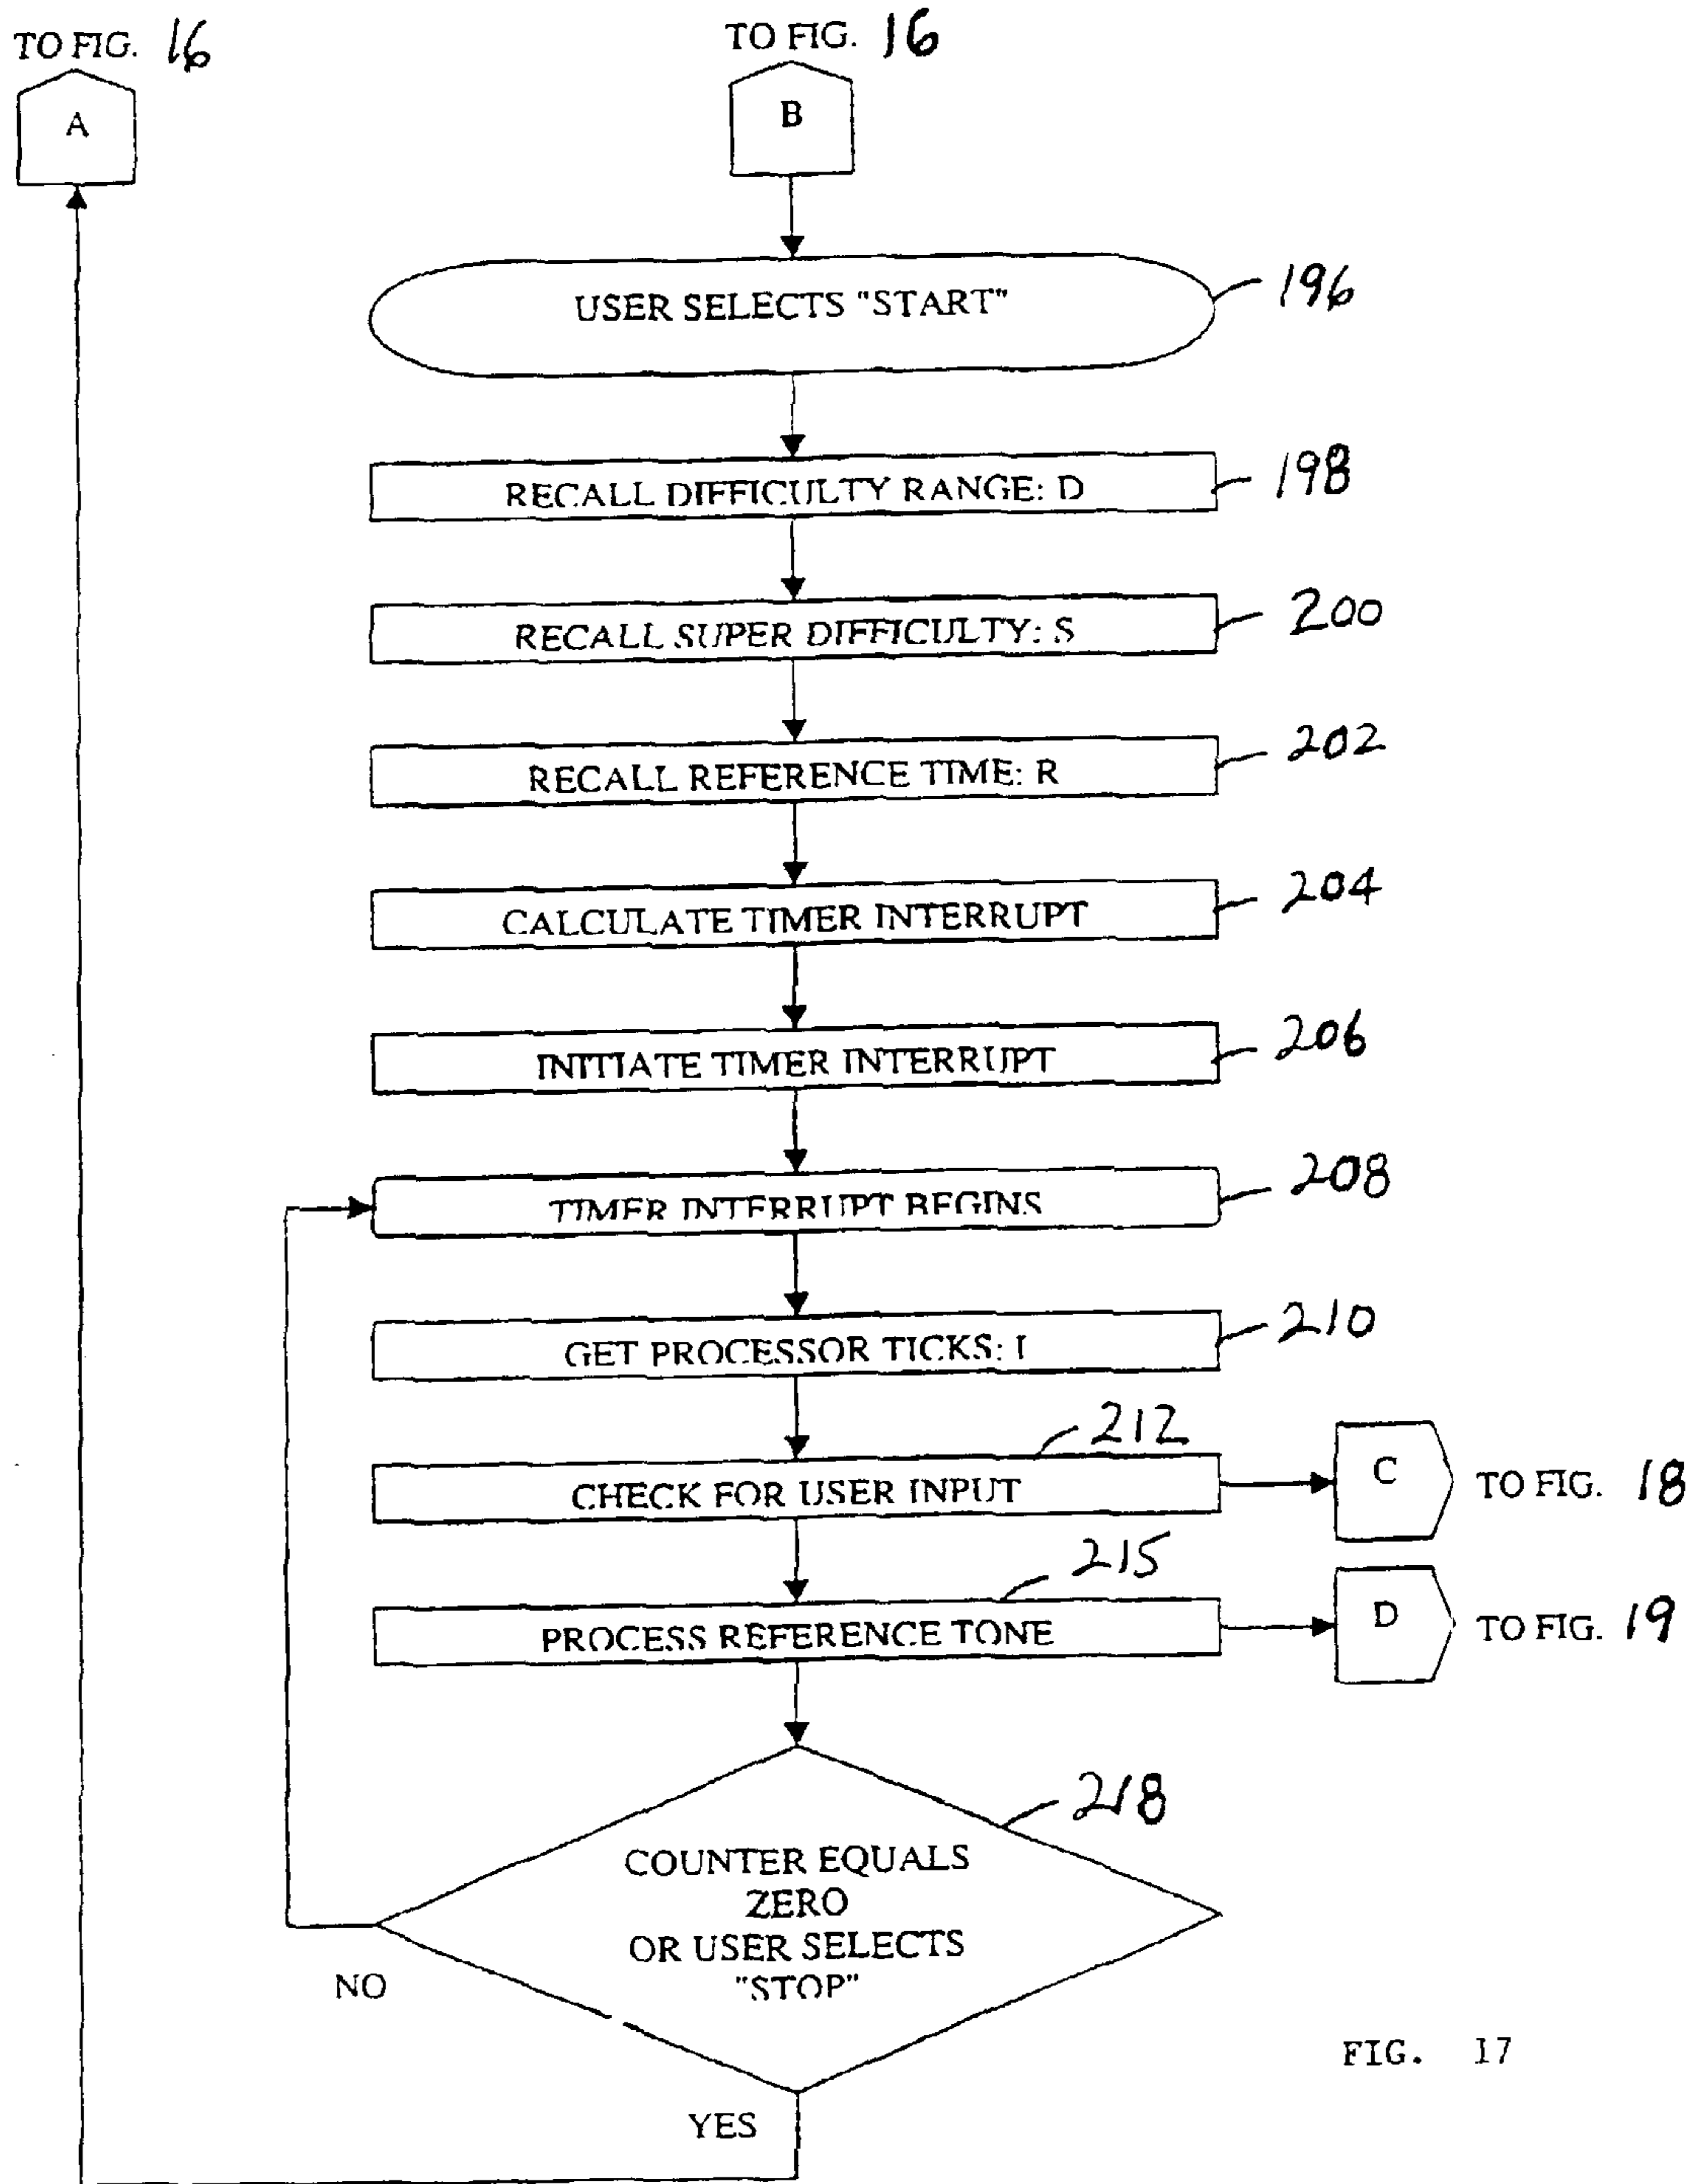 TO FIG. 16
TO FIG. 16
A
B
USER SELECTS "START"
196
RECALL DIFFICULTY RANGE: D
198
RECALL SUPER DIFFICULTY: S
200
RECALL REFERENCE TIME: R
202
CALCULATE TIMER INTERRUPT
204
INITIATE TIMER INTERRUPT
206
TIMER INTERRUPT BEGINS
208
GET PROCESSOR TICKS: I
210
212
CHECK FOR USER INPUT
C
TO FIG. 18
215
PROCESS REFERENCE TONE
D
TO FIG. 19
218
COUNTER EQUALS
ZERO
OR USER SELECTS
"STOP"
NO
YES
FIG. 17